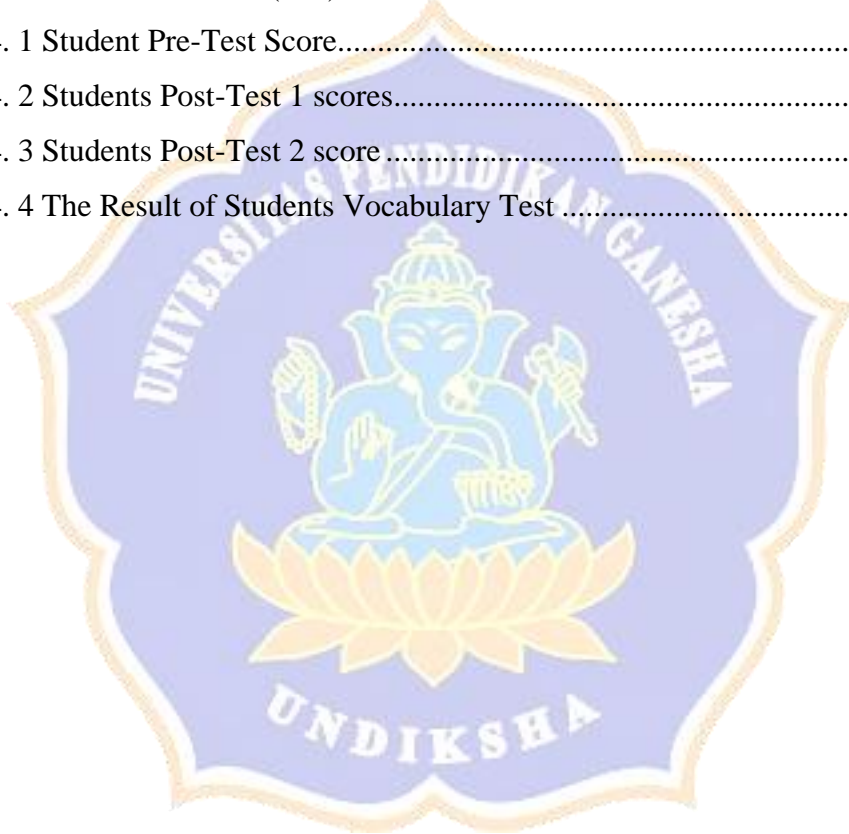 . 1 Student Pre-Test Score
. 2 Students Post-Test 1 scores
. 3 Students Post-Test 2 score
. 4 The Result of Students Vocabulary Test
UNIVERSITAS PENDIDIKAN GANESHA
UNDIKSHA